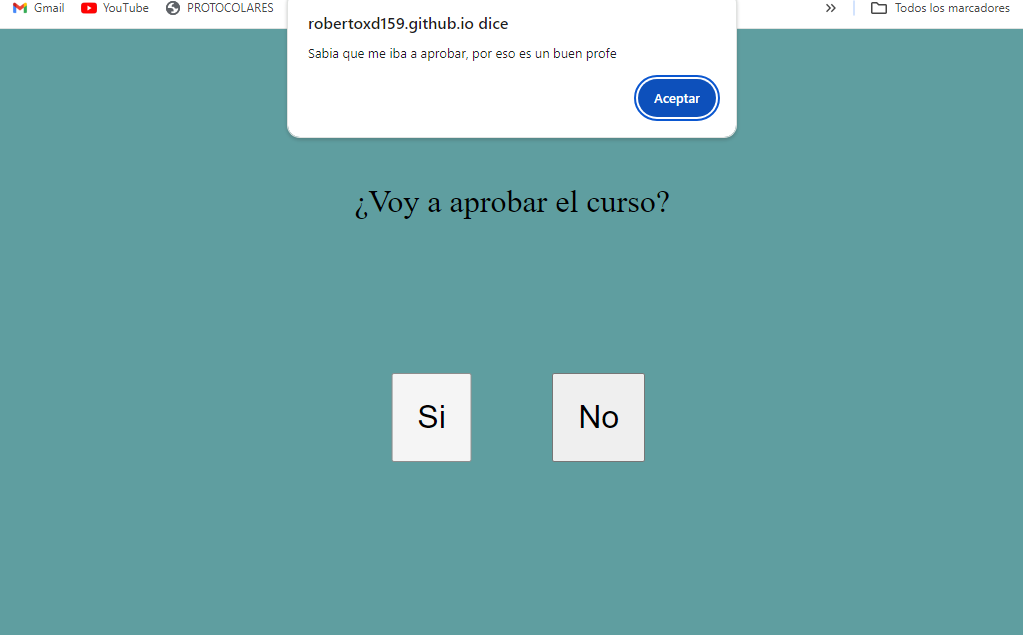 Gmail YouTube PROTOCOLARES » Todos los marcadores
robertoxd159.github.io dice
Sabia que me iba a aprobar, por eso es un buen profe
Aceptar
¿Voy a aprobar el curso?
Si No